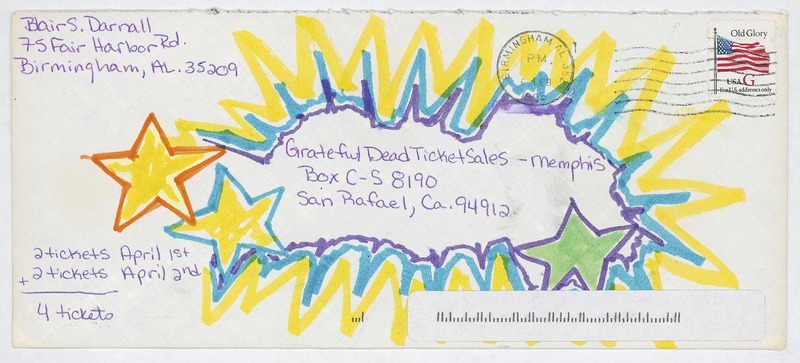 Blair S. Darnall
75 Fair Harbor Rd.
Birmingham, AL. 35209
BIRMINGHAM AL
PM
FEB
Old Glory
USA G
For U.S. addresses only
Grateful Dead Ticket Sales - Memphis
Box C-S 8190
San Rafael, Ca. 94912
2 tickets April 1st
+ 2 tickets April 2nd
4 tickets